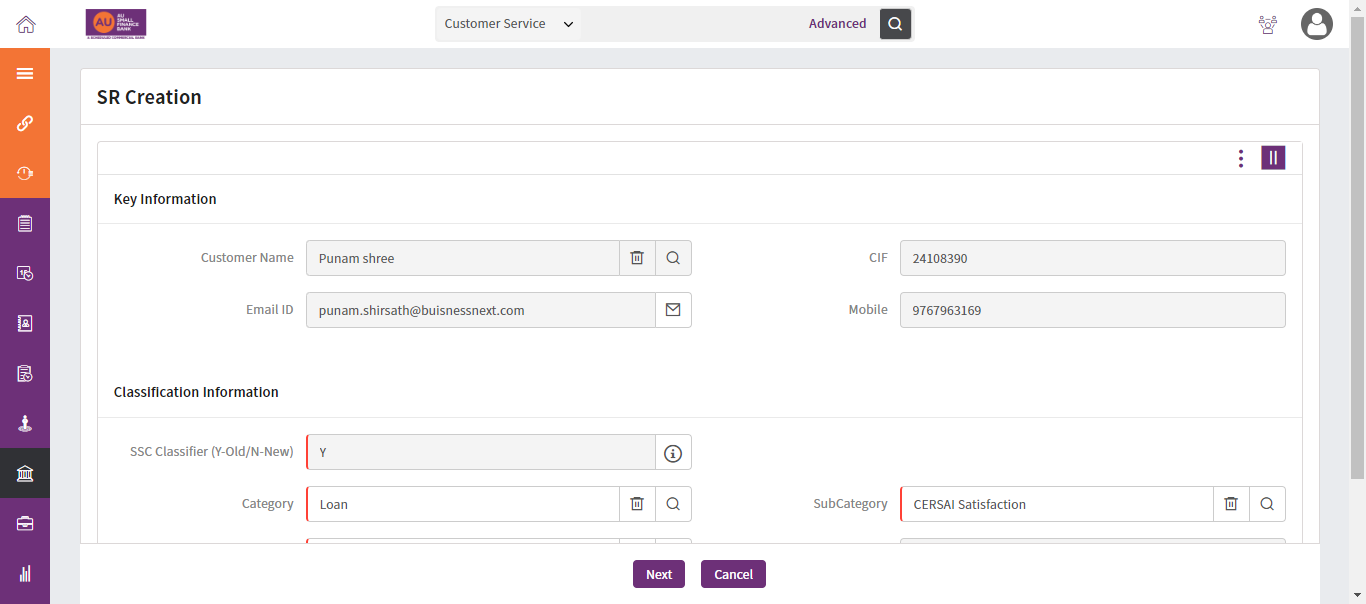 AU
AU
SMALL
FINANCE
BANK
A SCHEDULED COMMERCIAL BANK
Customer Service
Advanced
SR Creation
Key Information
Customer Name
Punam shree
CIF
24108390
Email ID
punam.shirsath@buisnessnext.com
Mobile
9767963169
Classification Information
SSC Classifier (Y-Old/N-New)
Y
Category
Loan
SubCategory
CERSAI Satisfaction
Next
Cancel